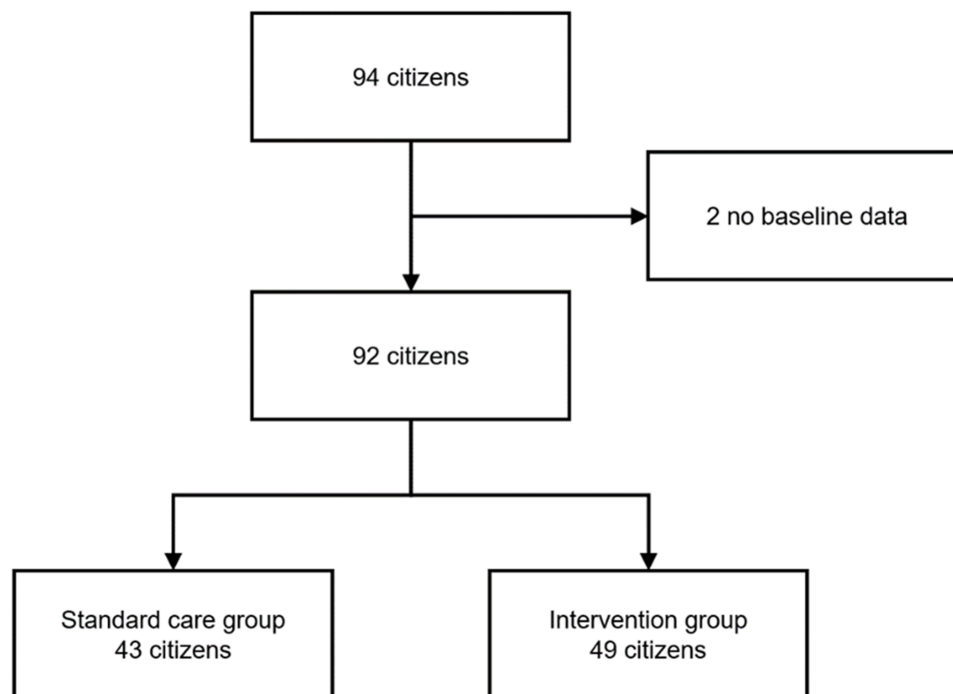 94 citizens
2 no baseline data
92 citizens
Standard care group
43 citizens
Intervention group
49 citizens